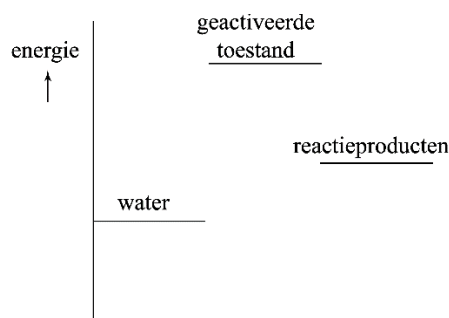 geactiveerde
toestand
energie
reactieproducten
water